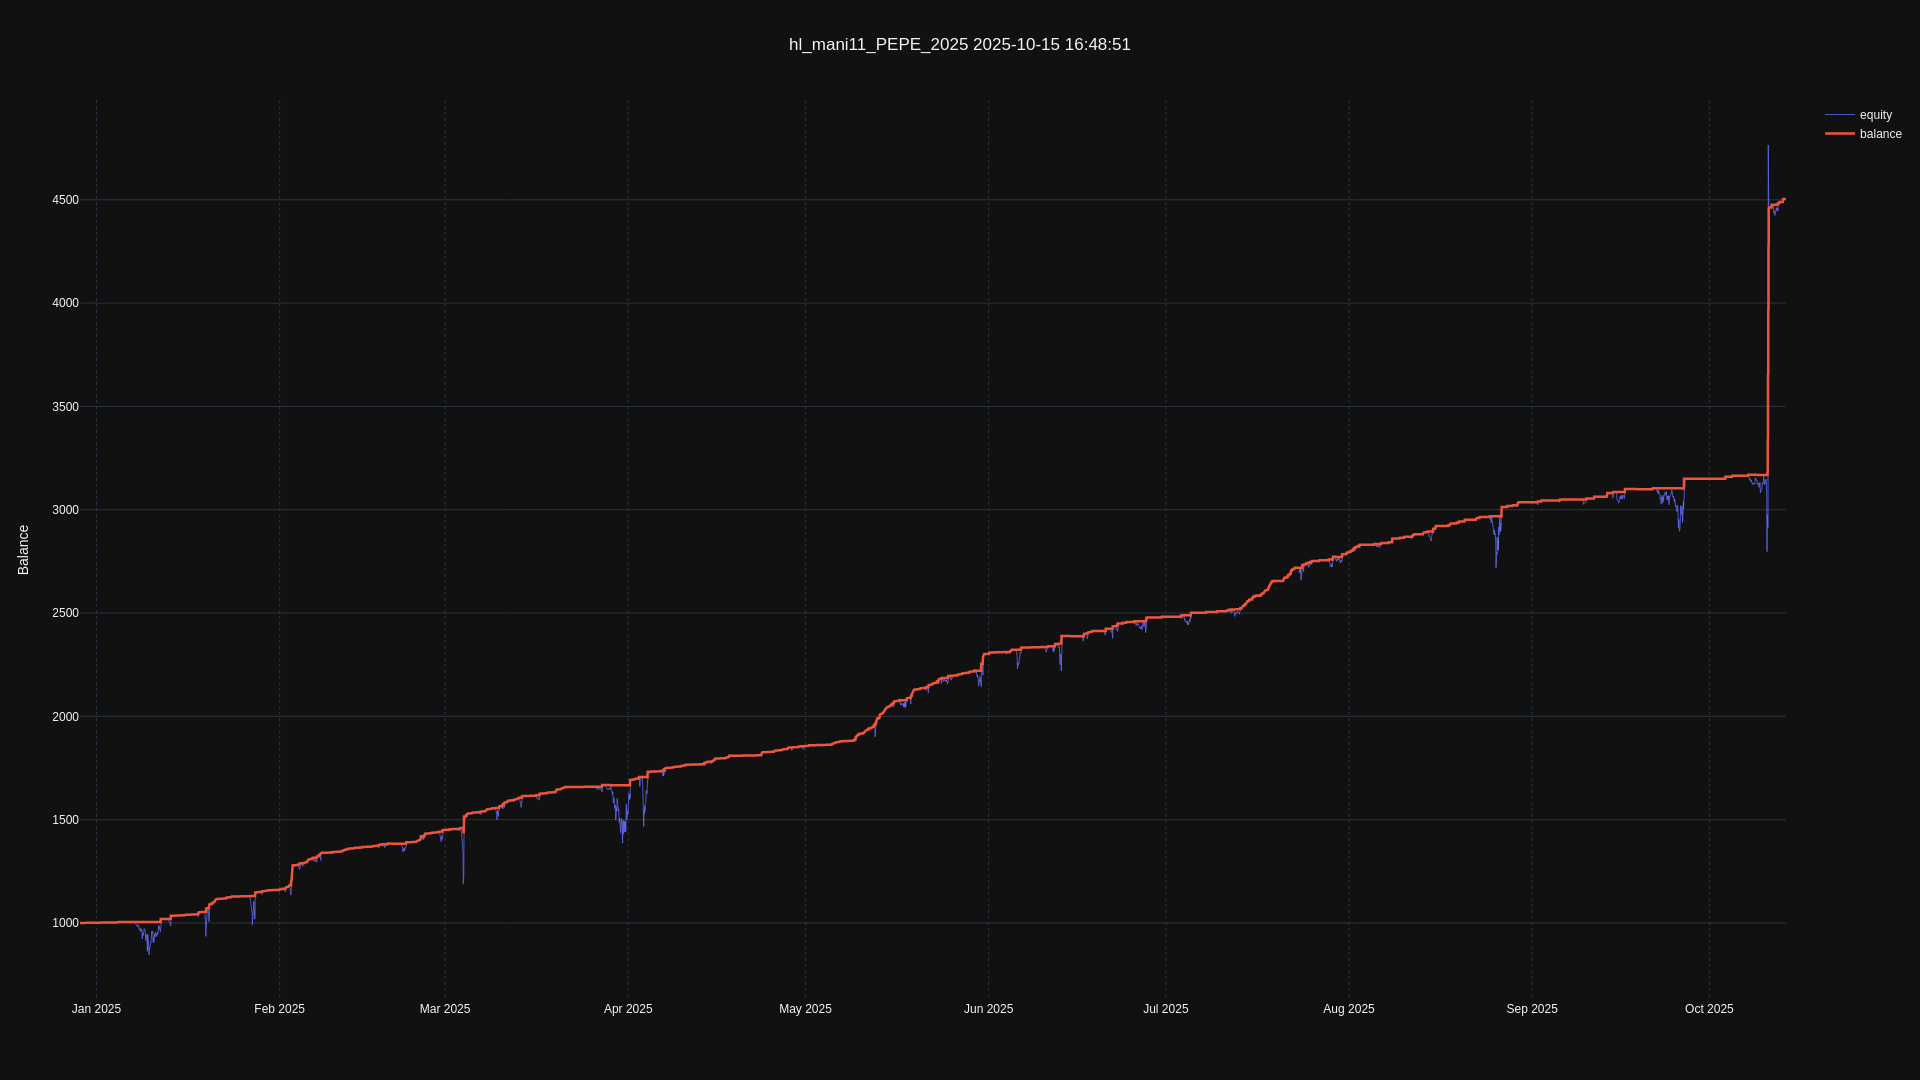 hl_mani11_PEPE_2025 2025-10-15 16:48:51
equity
balance
4500
4000
3500
3000
2500
2000
1500
1000
Balance
Jan 2025
Feb 2025
Mar 2025
Apr 2025
May 2025
Jun 2025
Jul 2025
Aug 2025
Sep 2025
Oct 2025